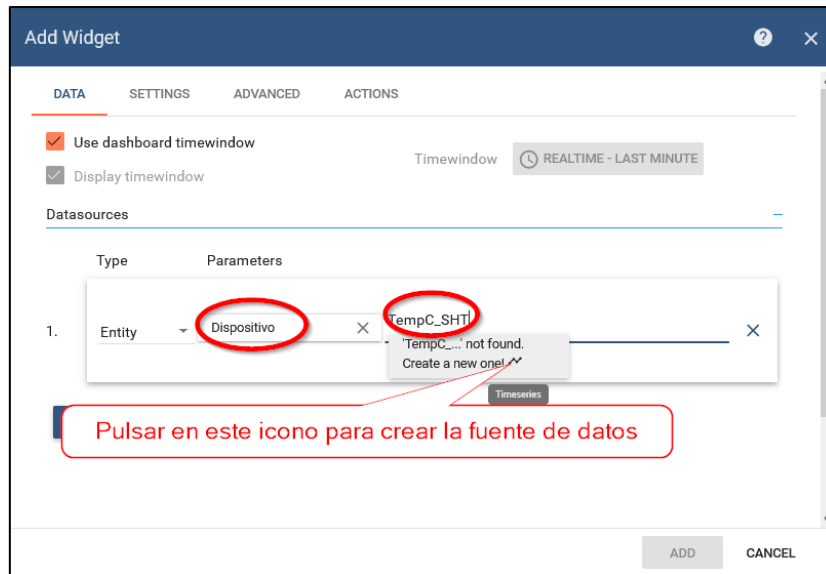 Add Widget
DATA SETTINGS ADVANCED ACTIONS
Use dashboard timewindow
Timewindow REALTIME - LAST MINUTE
Display timewindow
Datasources
Type Parameters
1. Entity Dispositivo TempC_SHT
'TempC_...' not found.
Create a new one!
Timeseries
Pulsar en este icono para crear la fuente de datos
ADD CANCEL